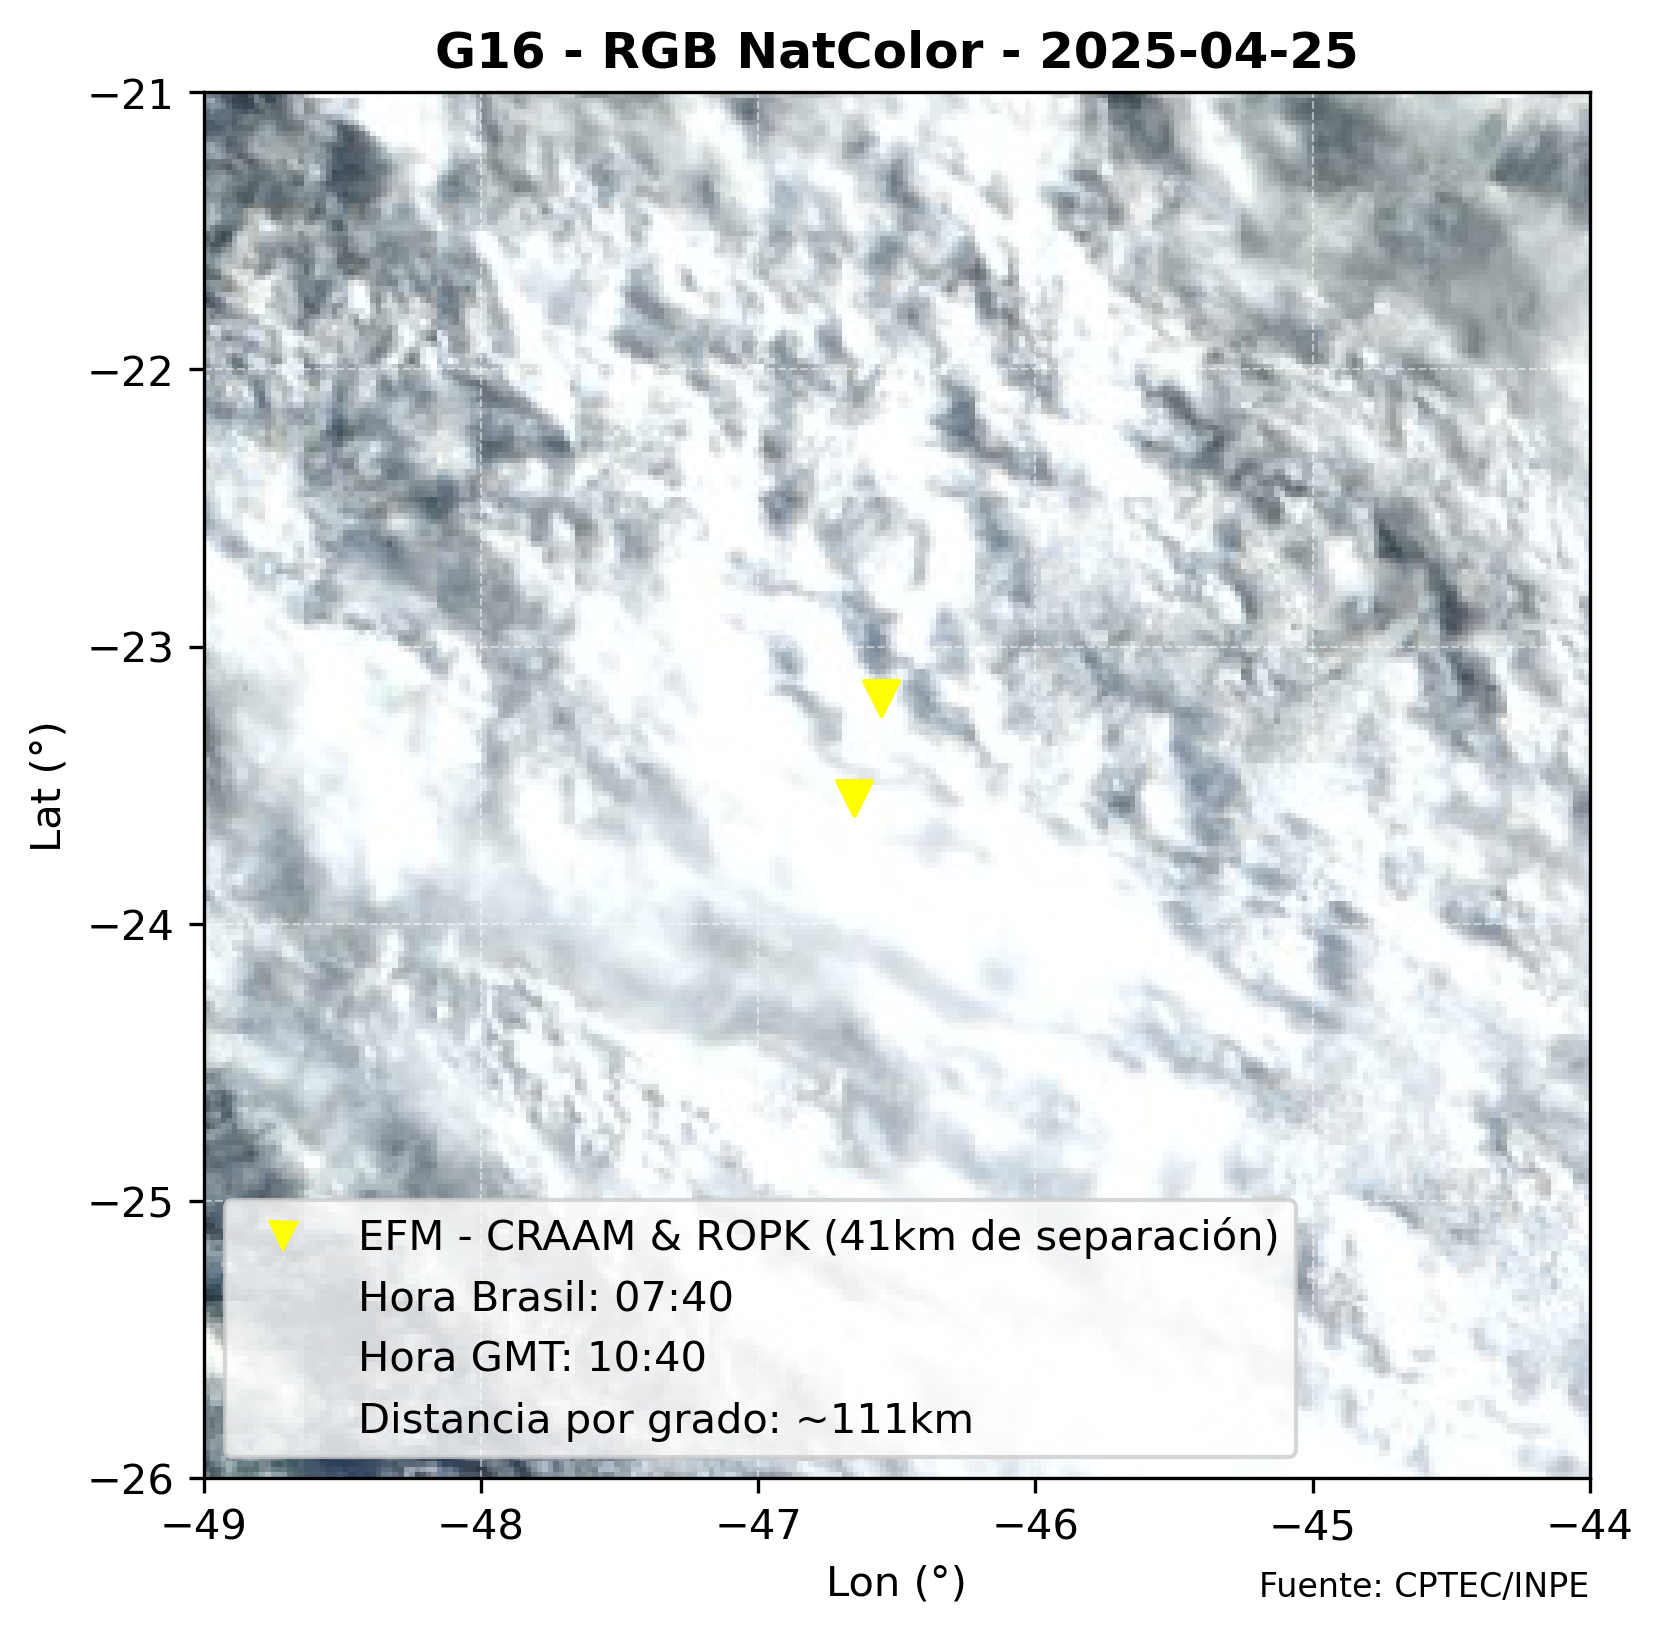 G16 - RGB NatColor - 2025-04-25
−21
−22
−23
−24
−25
−26
Lat (°)
EFM - CRAAM & ROPK (41km de separación)
Hora Brasil: 07:40
Hora GMT: 10:40
Distancia por grado: ~111km
−49
−48
−47
−46
−45
−44
Lon (°)
Fuente: CPTEC/INPE